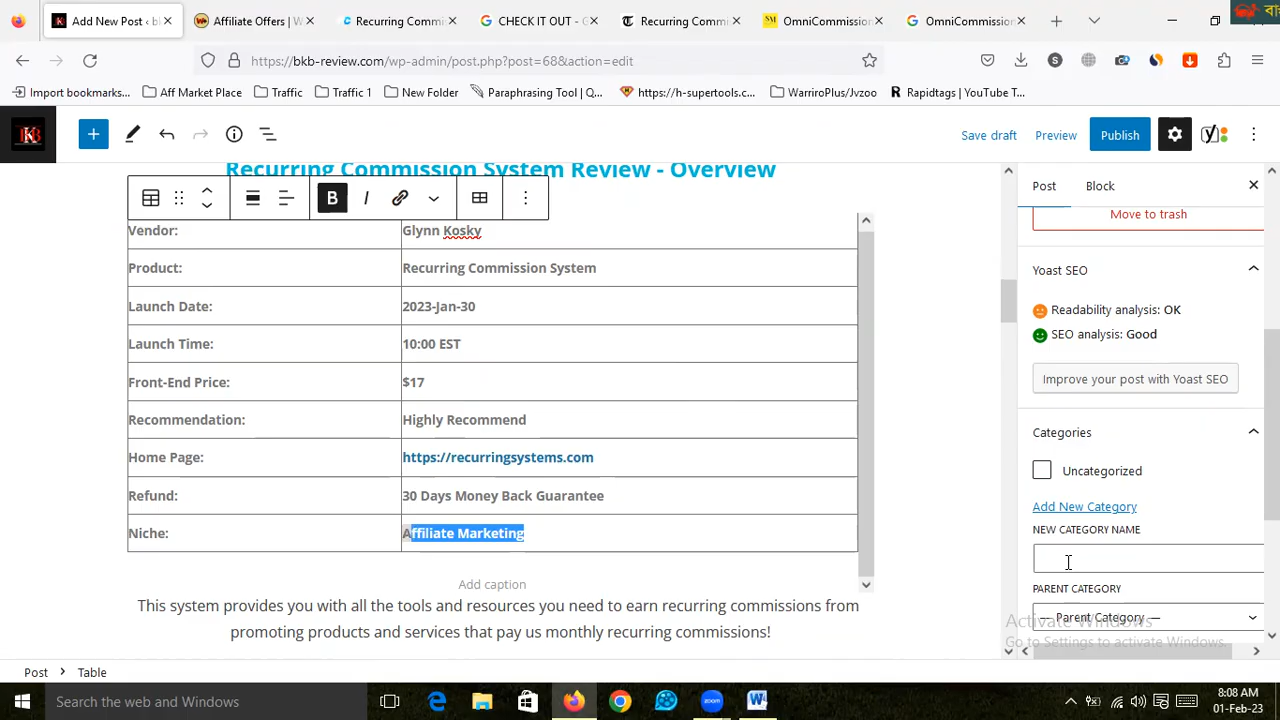 Add New Post ‹ b
Affiliate Offers | W
Recurring Commi
CHECK IT OUT - G
Recurring Commi
OmniCommission
OmniCommission
https://bkb-review.com/wp-admin/post.php?post=68&action=edit
Import bookmarks...
Aff Market Place
Traffic
Traffic 1
New Folder
Paraphrasing Tool | Q...
https://h-supertools.c...
WarriroPlus/Jvzoo
Rapidtags | YouTube T...
Save draft
Preview
Publish
Recurring Commission System Review - Overview
Post
Block
Move to trash
Vendor: Glynn Kosky
Product: Recurring Commission System
Launch Date: 2023-Jan-30
Launch Time: 10:00 EST
Front-End Price: $17
Recommendation: Highly Recommend
Home Page: https://recurringsystems.com
Refund: 30 Days Money Back Guarantee
Niche: Affiliate Marketing
Add caption
This system provides you with all the tools and resources you need to earn recurring commissions from
promoting products and services that pay us monthly recurring commissions!
Yoast SEO
Readability analysis: OK
SEO analysis: Good
Improve your post with Yoast SEO
Categories
Uncategorized
Add New Category
NEW CATEGORY NAME
PARENT CATEGORY
— Parent Category —
Activate Windows
Go to Settings to activate Windows.
Post
Table
Search the web and Windows
8:08 AM
01-Feb-23